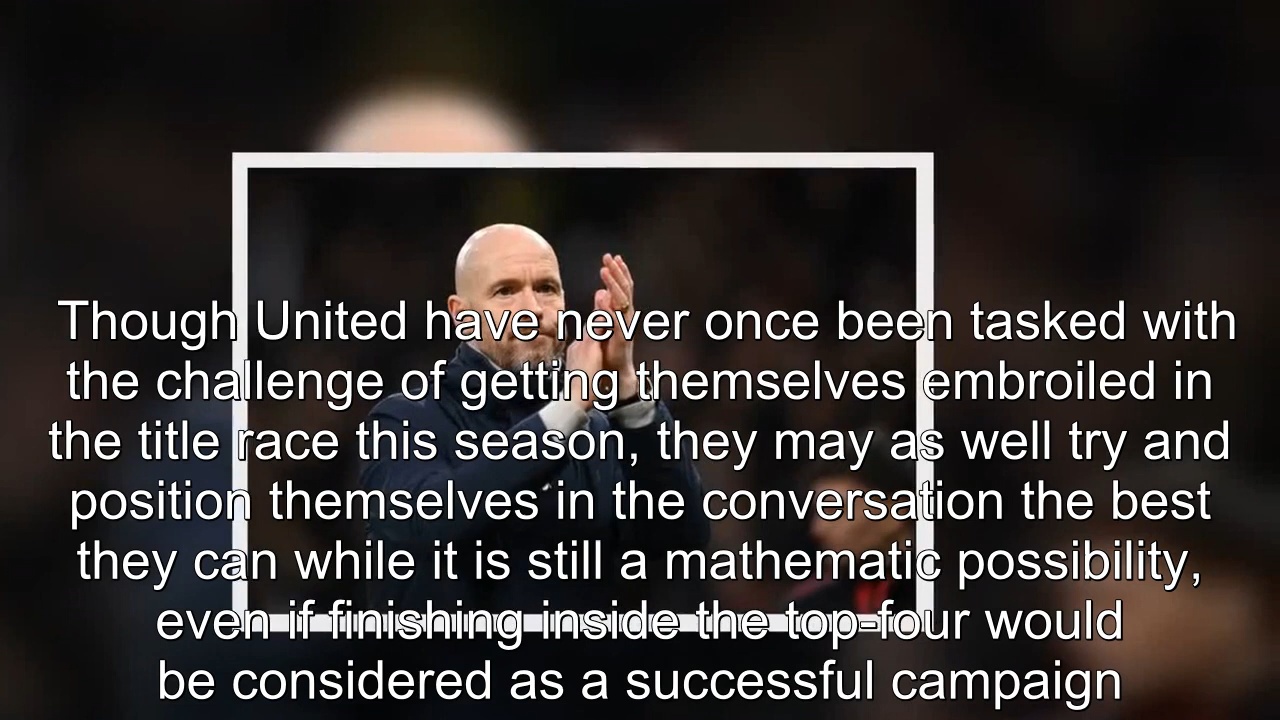 Though United have never once been tasked with
the challenge of getting themselves embroiled in
the title race this season, they may as well try and
position themselves in the conversation the best
they can while it is still a mathematic possibility,
even if finishing inside the top-four would
be considered as a successful campaign